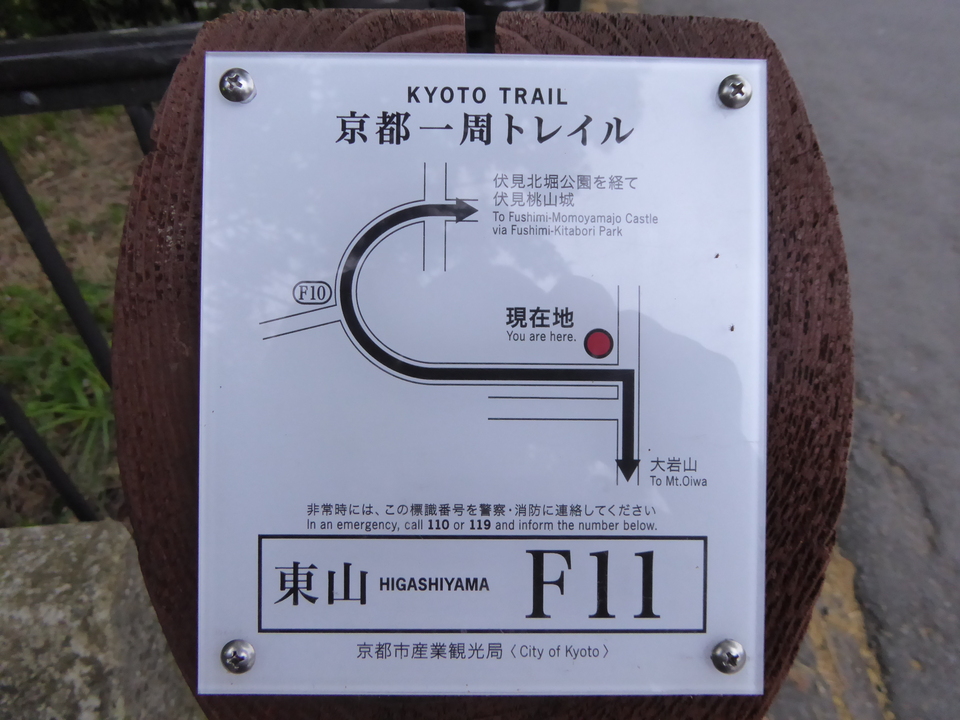 KYOTO TRAIL
京都一周トレイル
伏見北堀公園を経て
伏見桃山城
To Fushimi-Momoyamajo Castle
via Fushimi-Kitabori Park
F10
現在地
You are here.
大岩山
To Mt.Oiwa
非常時には、この標識番号を警察・消防に連絡してください
In an emergency, call 110 or 119 and inform the number below.
東山 HIGASHIYAMA F11
京都市産業観光局〈City of Kyoto〉